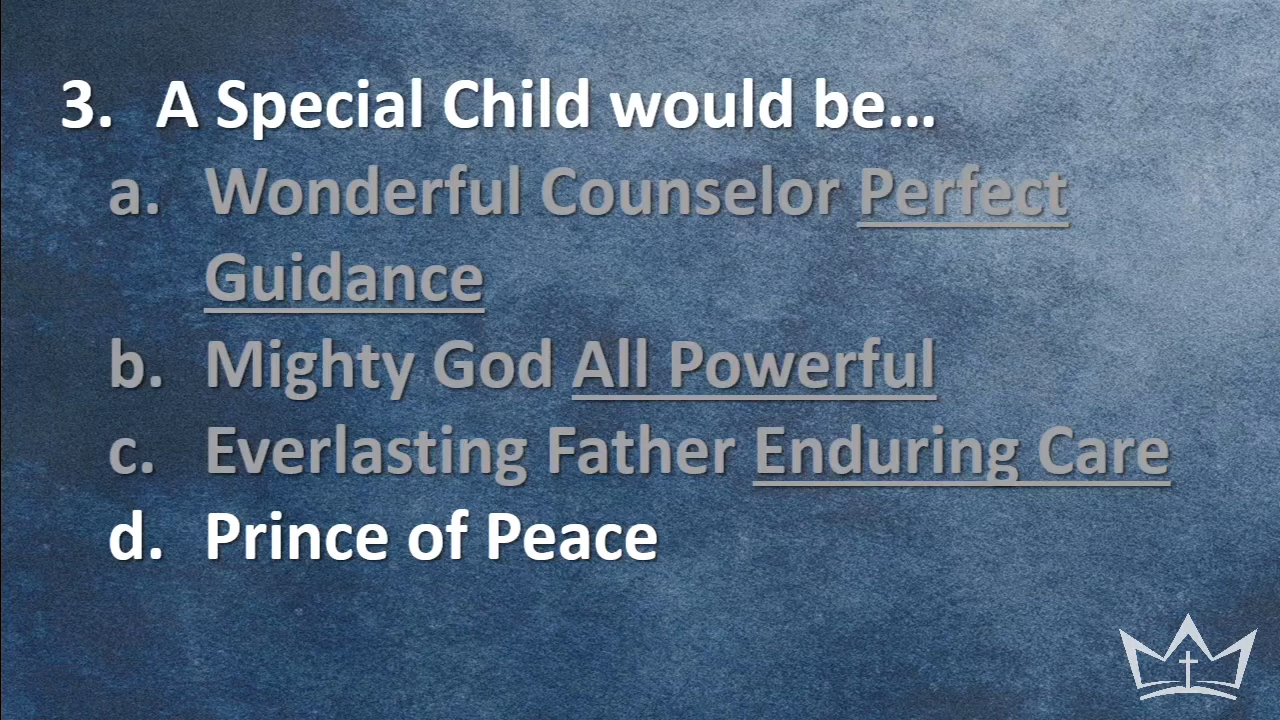 3. A Special Child would be...
a. Wonderful Counselor Perfect
Guidance
b. Mighty God All Powerful
c. Everlasting Father Enduring Care
d. Prince of Peace